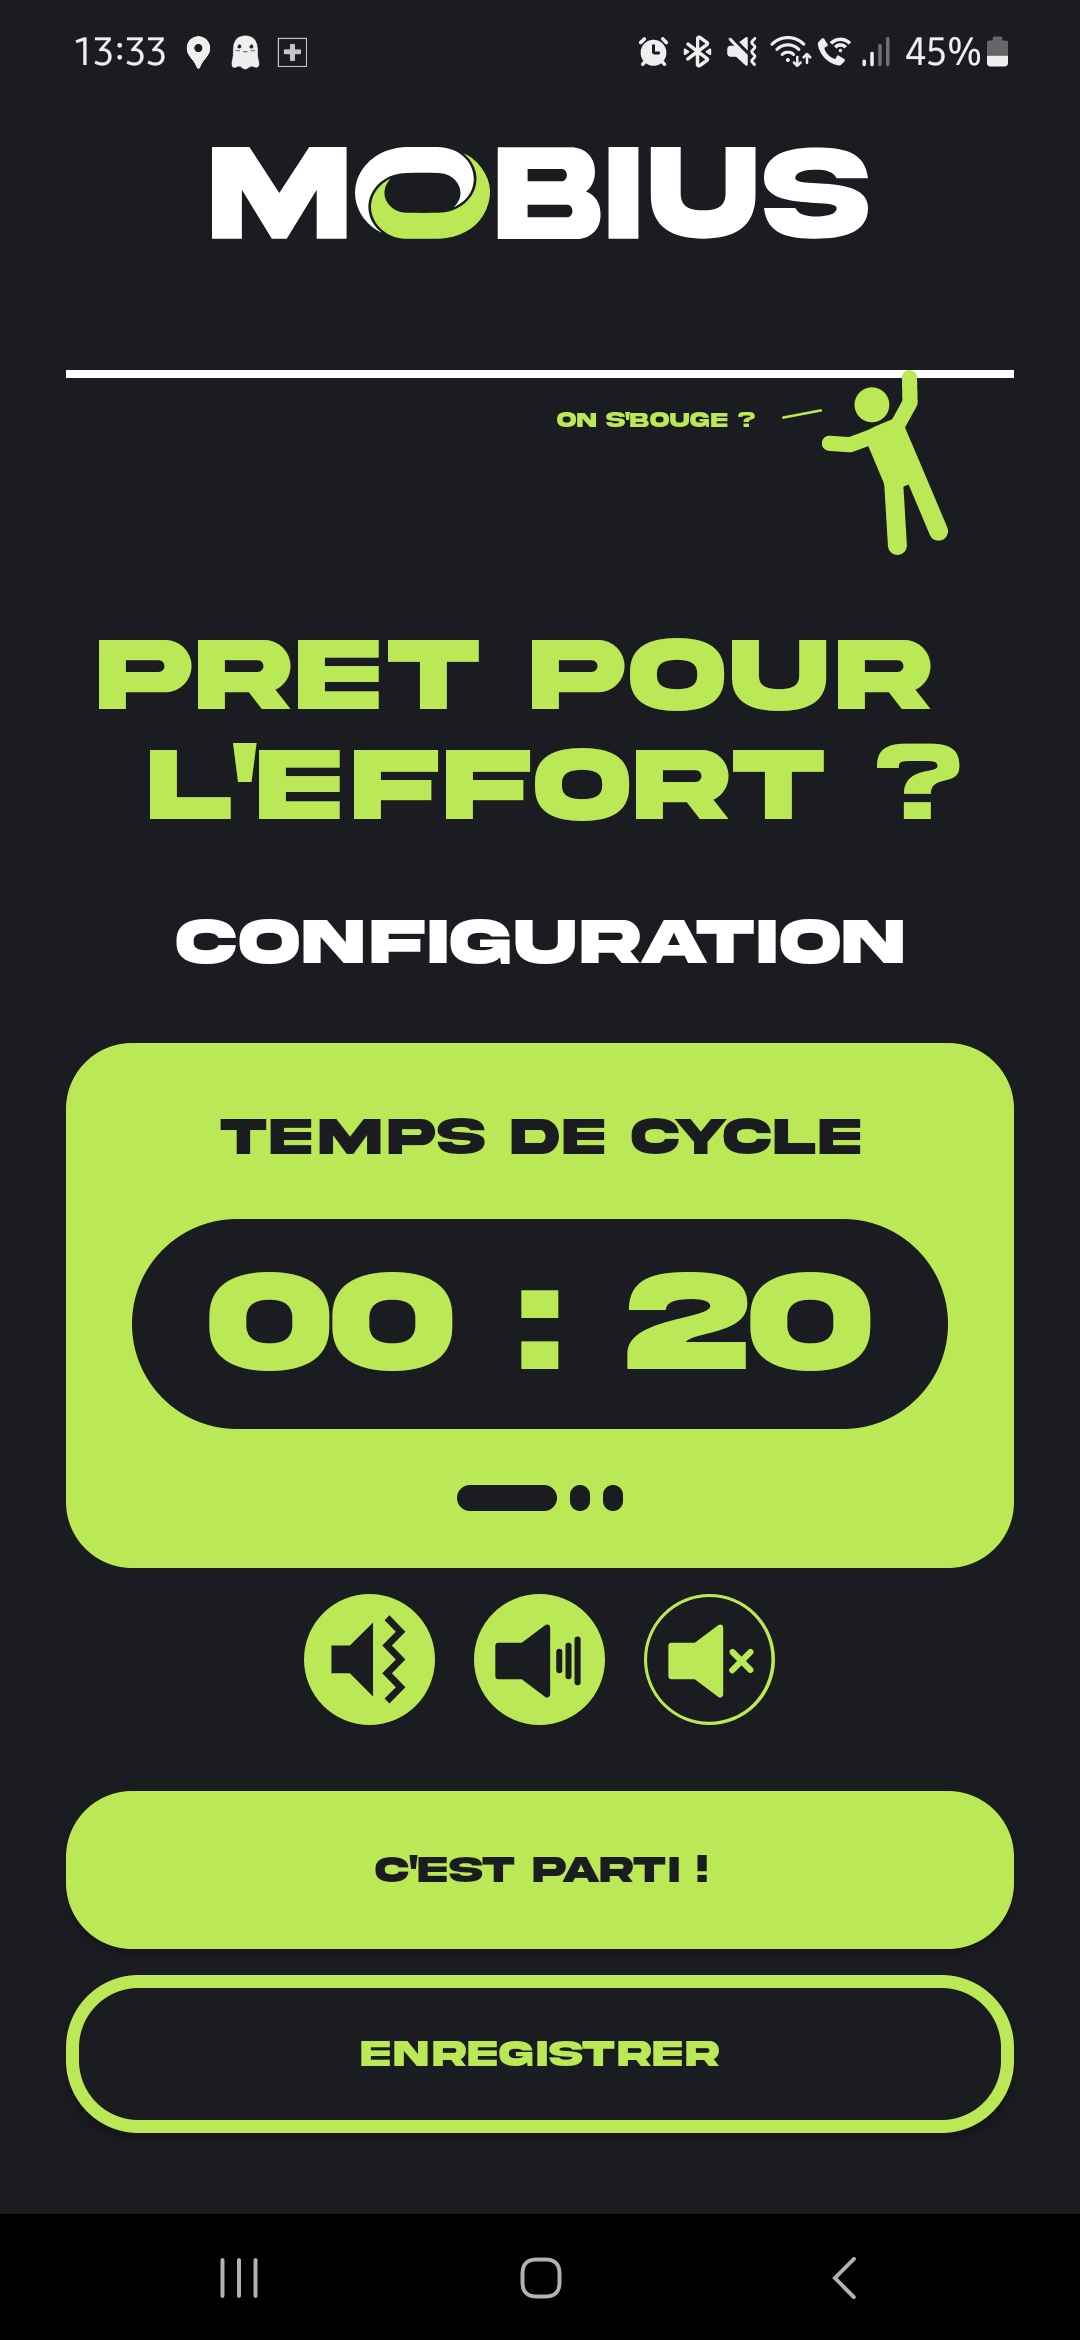 13:33
45%
MOBIUS
ON S'BOUGE ?
PRET POUR
L'EFFORT ?
CONFIGURATION
TEMPS DE CYCLE
00 : 20
C'EST PARTI !
ENREGISTRER